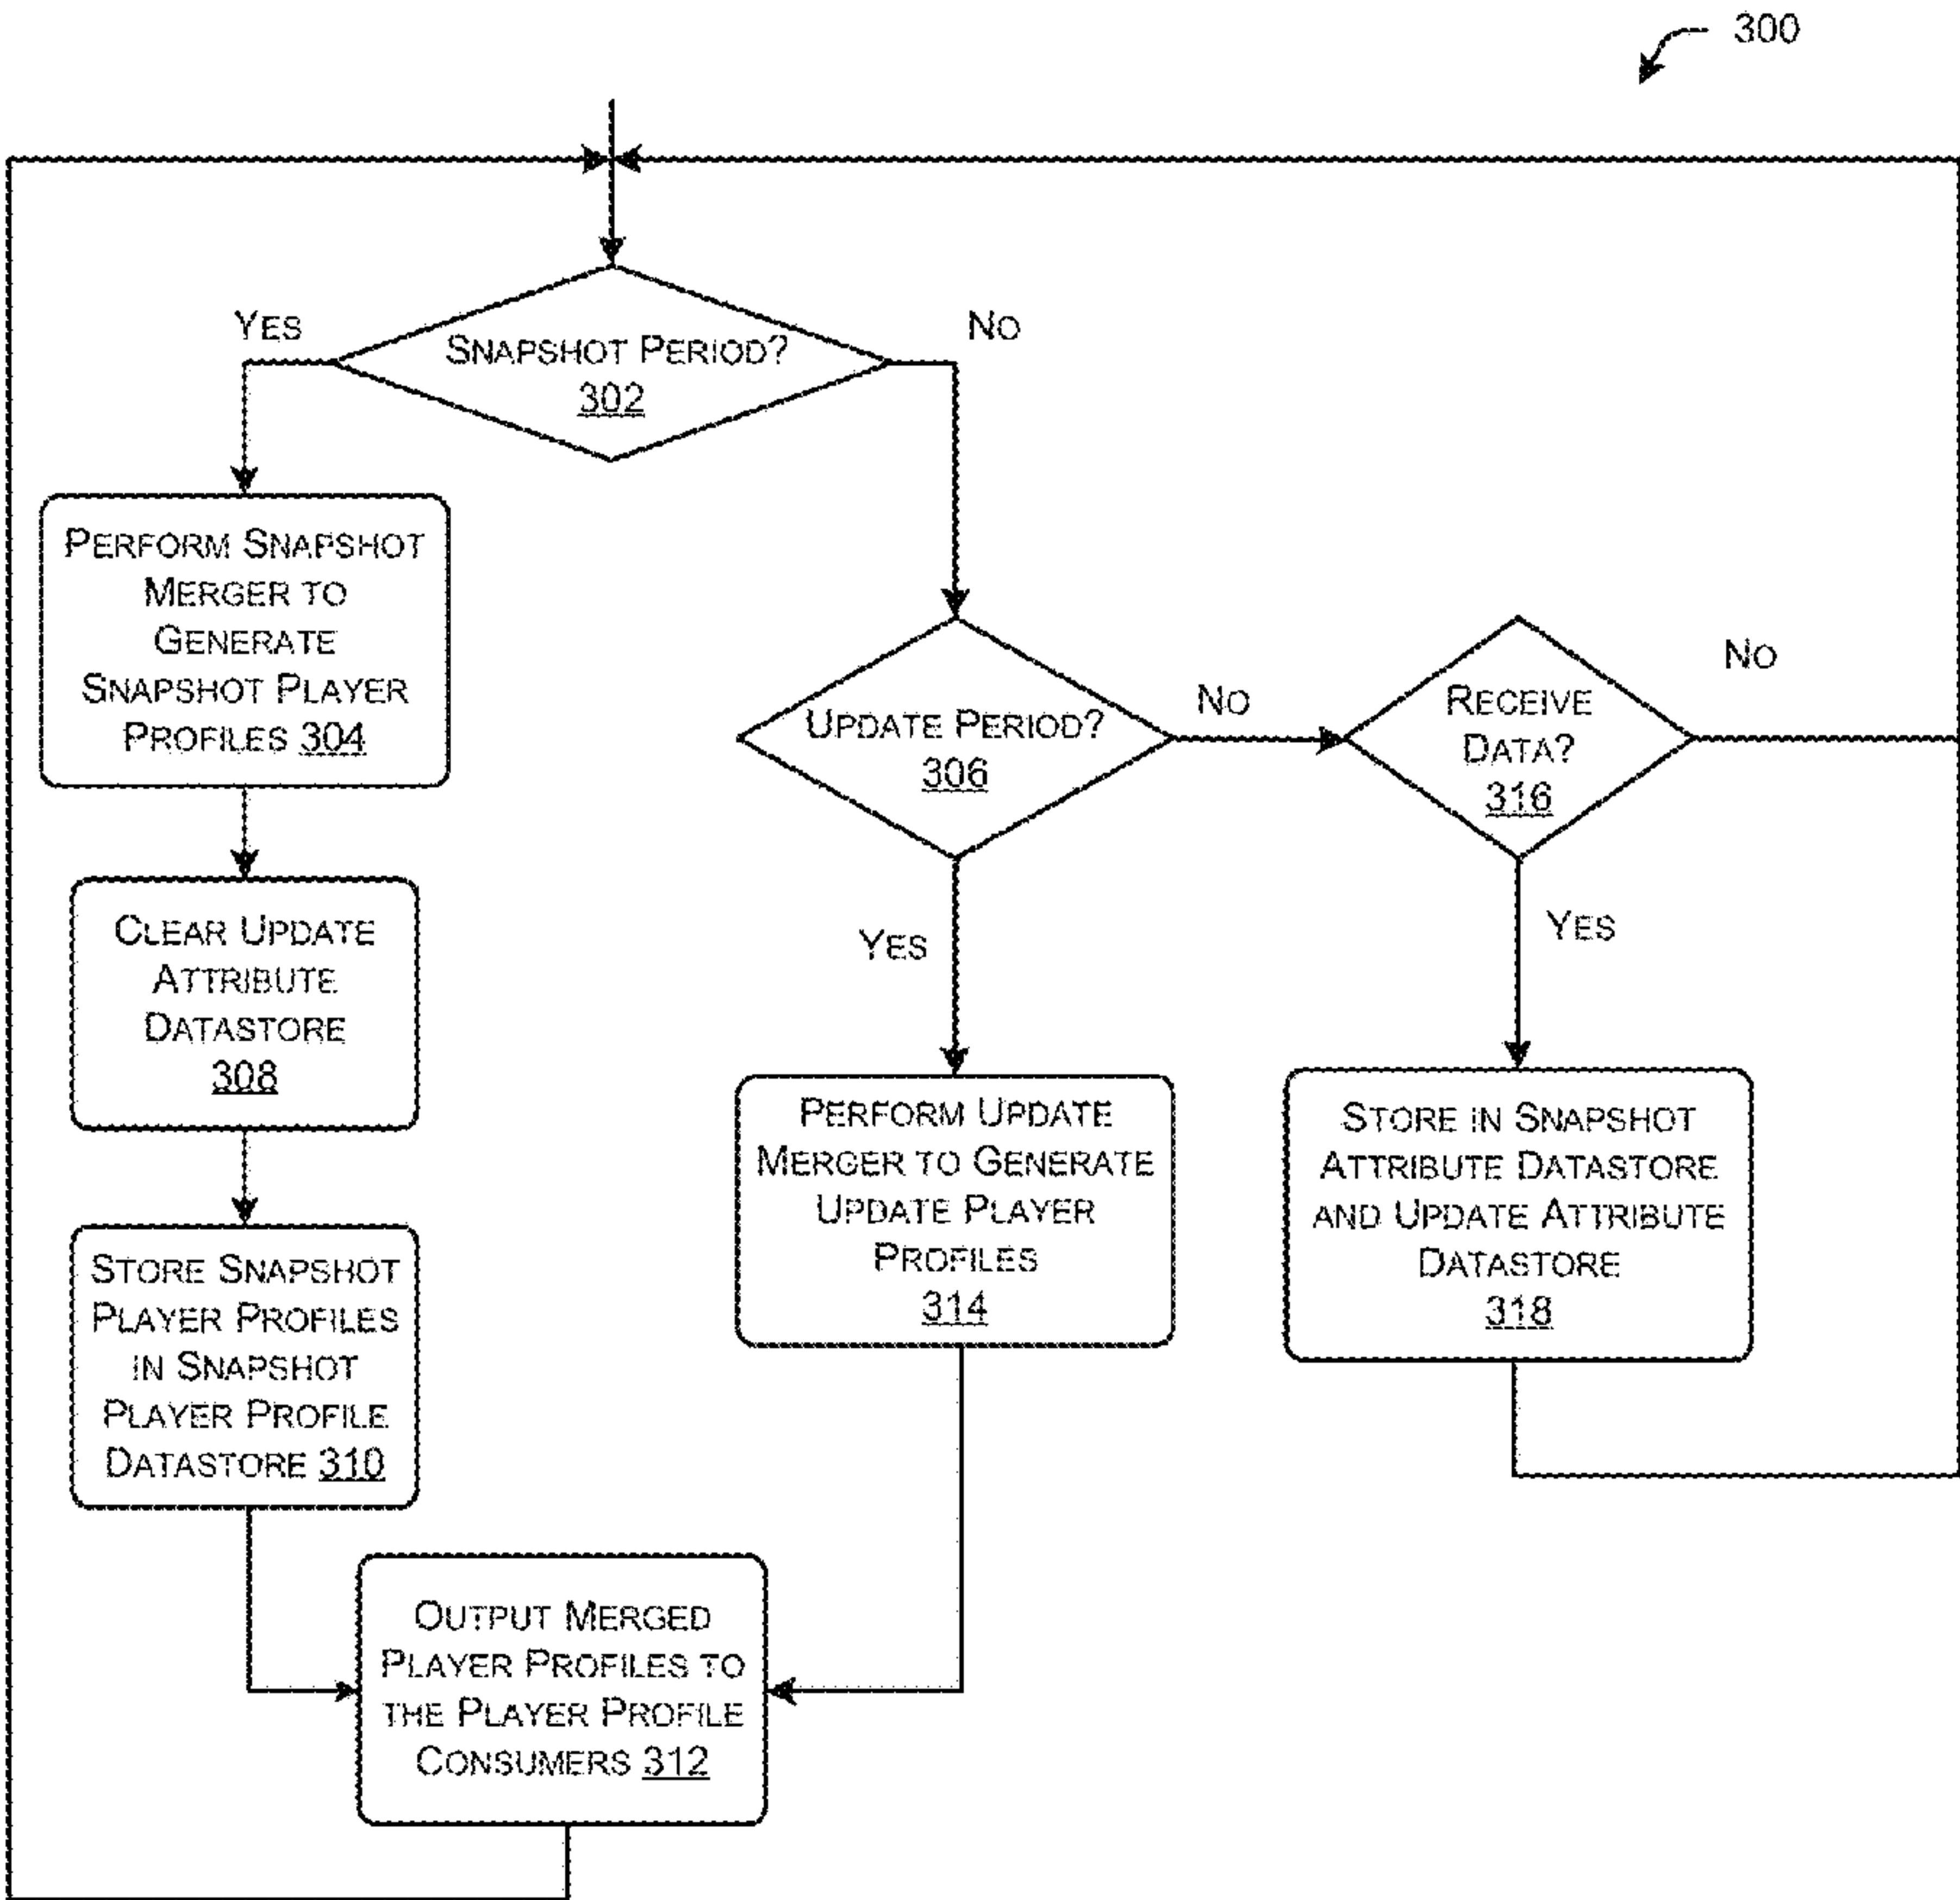 300
YES
NO
SNAPSHOT PERIOD?
302
PERFORM SNAPSHOT
MERGER TO
GENERATE
SNAPSHOT PLAYER
PROFILES 304
UPDATE PERIOD?
306
NO
RECEIVE
DATA?
316
NO
CLEAR UPDATE
ATTRIBUTE
DATASTORE
308
YES
YES
PERFORM UPDATE
MERGER TO GENERATE
UPDATE PLAYER
PROFILES
314
STORE IN SNAPSHOT
ATTRIBUTE DATASTORE
AND UPDATE ATTRIBUTE
DATASTORE
318
STORE SNAPSHOT
PLAYER PROFILES
IN SNAPSHOT
PLAYER PROFILE
DATASTORE 310
OUTPUT MERGED
PLAYER PROFILES TO
THE PLAYER PROFILE
CONSUMERS 312